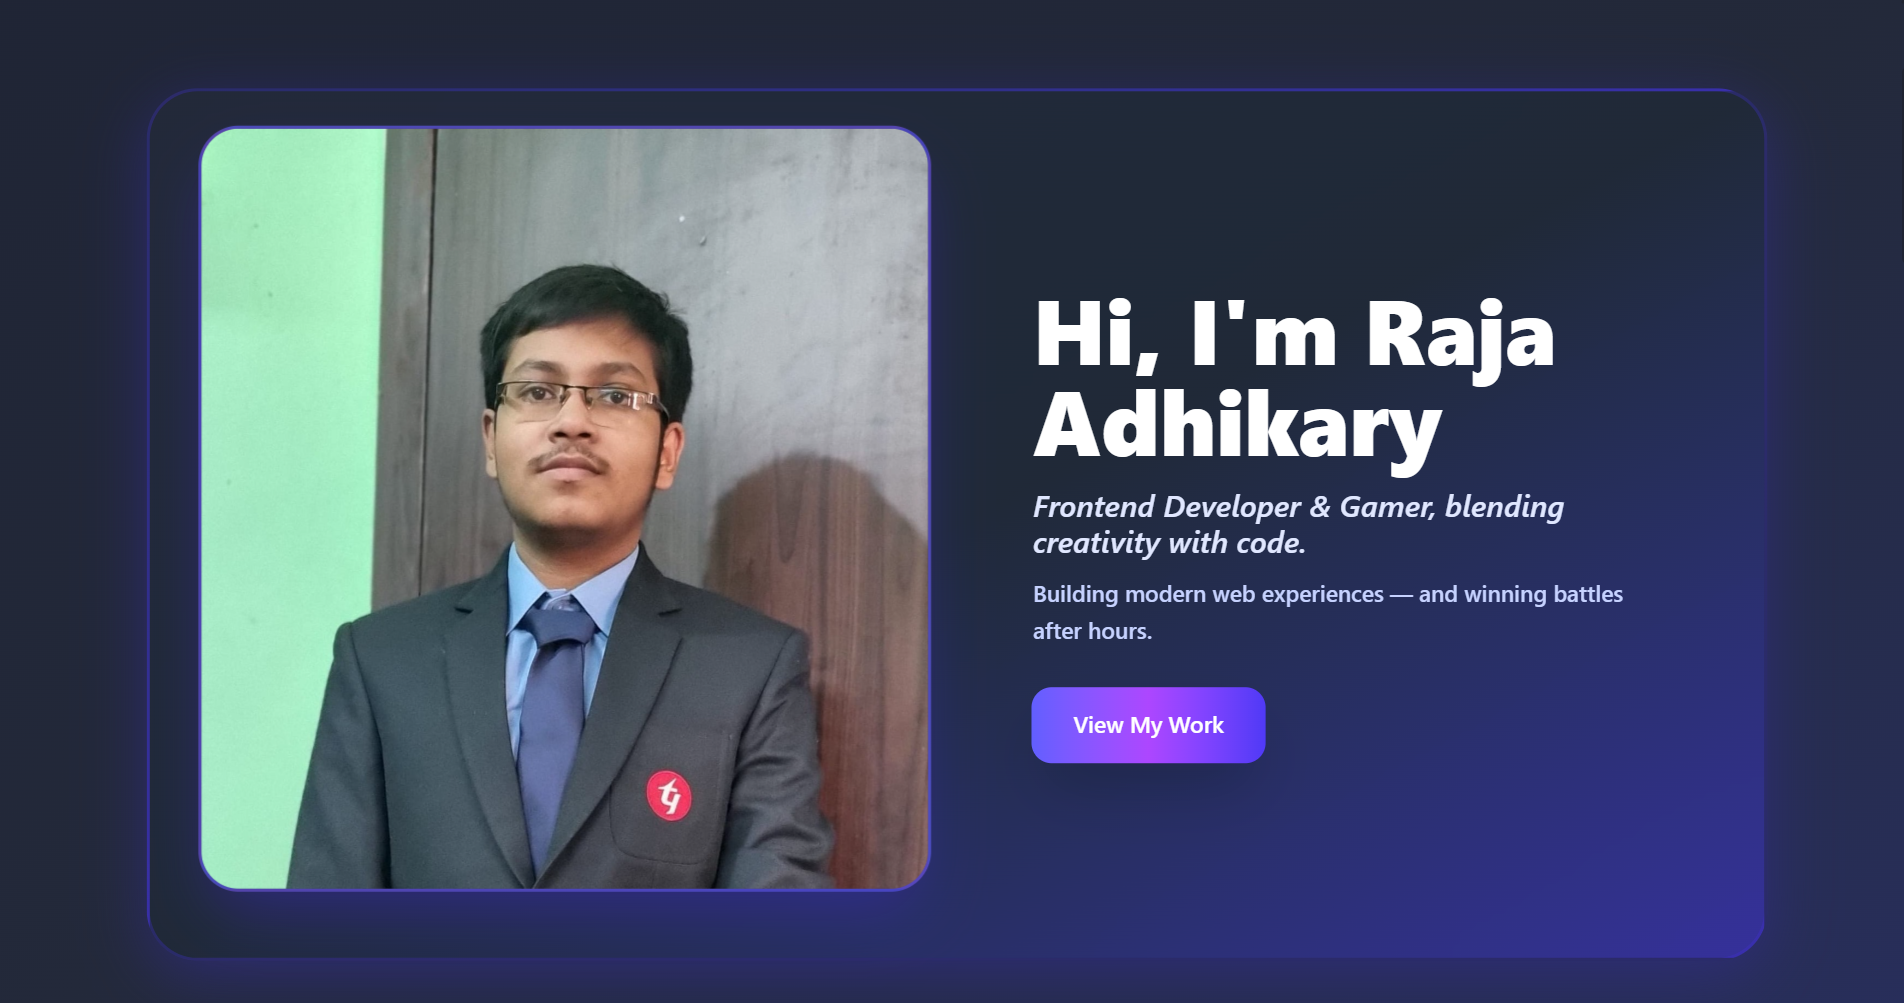 Hi, I'm Raja
Adhikary
Frontend Developer & Gamer, blending
creativity with code.
Building modern web experiences — and winning battles
after hours.
View My Work